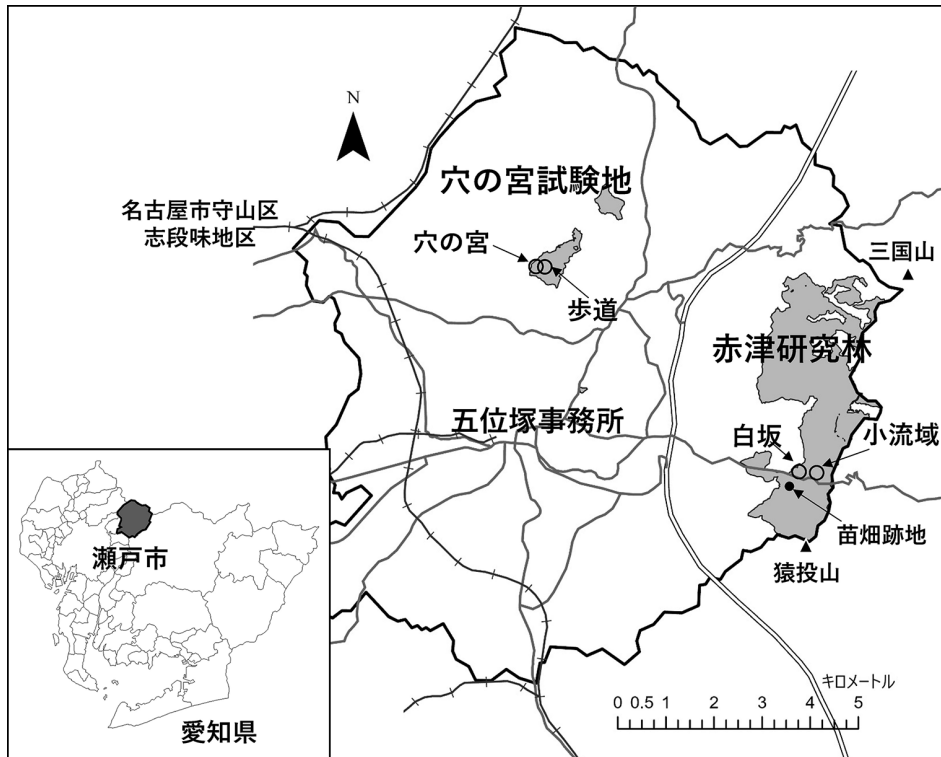 N
穴の宮試験地
名古屋市守山区
志段味地区
穴の宮
三国山
歩道
赤津研究林
五位塚事務所
白坂
小流域
苗畑跡地
猿投山
瀬戸市
愛知県
キロメートル
0 0.5 1 2 3 4 5